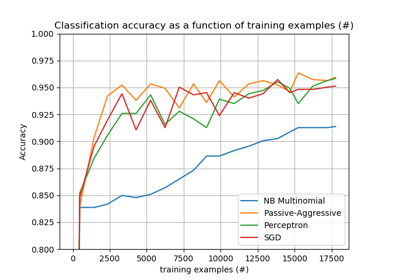 Classification accuracy as a function of training examples (#)
1.000
0.975
0.950
0.925
0.900
0.875
0.850
0.825
0.800
Accuracy
NB Multinomial
Passive-Aggressive
Perceptron
SGD
0 2500 5000 7500 10000 12500 15000 17500
training examples (#)